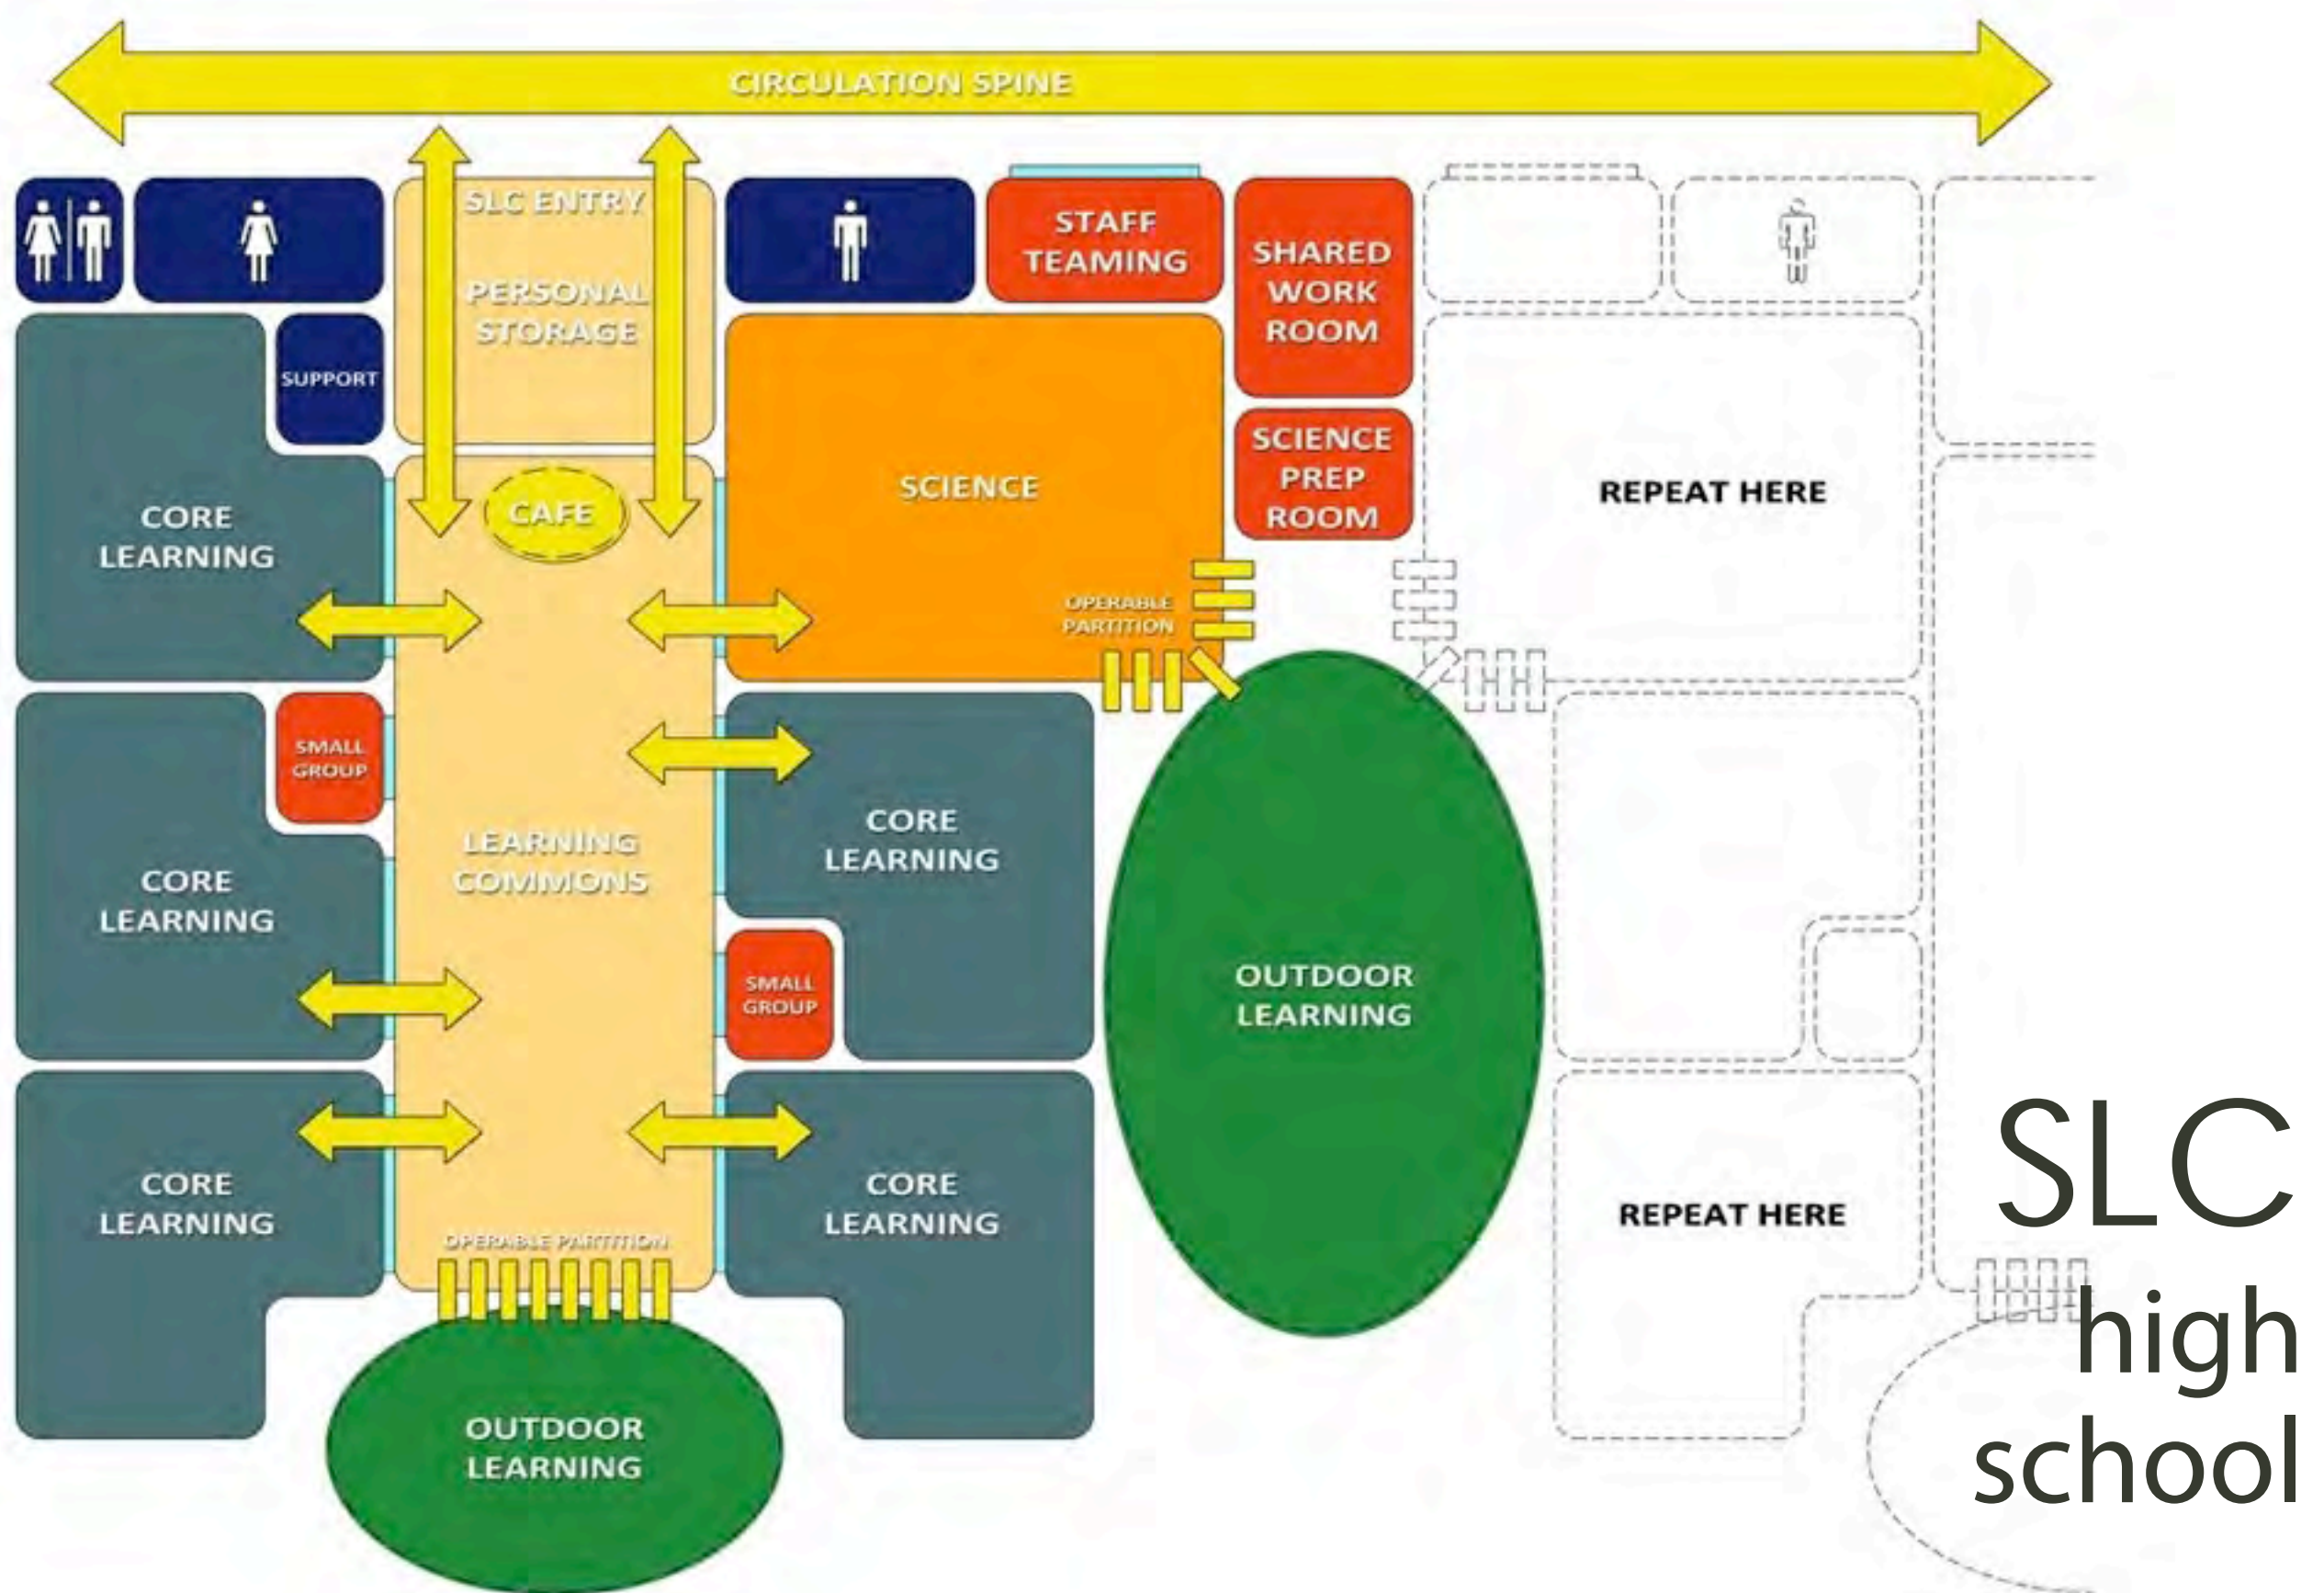 CIRCULATION SPINE
SLC ENTRY
PERSONAL
STORAGE
STAFF
TEAMING
SHARED
WORK
ROOM
SUPPORT
SCIENCE
PREP
ROOM
CORE
LEARNING
CAFE
SCIENCE
REPEAT HERE
OPERABLE
PARTITION
SMALL
GROUP
CORE
LEARNING
LEARNING
COMMONS
CORE
LEARNING
SMALL
GROUP
OUTDOOR
LEARNING
CORE
LEARNING
OPERABLE PARTITION
CORE
LEARNING
REPEAT HERE
OUTDOOR
LEARNING
SLC
high
school